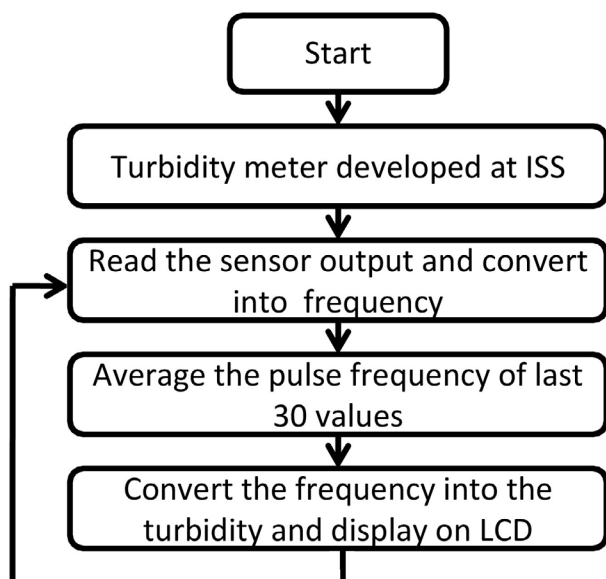 Start
Turbidity meter developed at ISS
Read the sensor output and convert
into frequency
Average the pulse frequency of last
30 values
Convert the frequency into the
turbidity and display on LCD